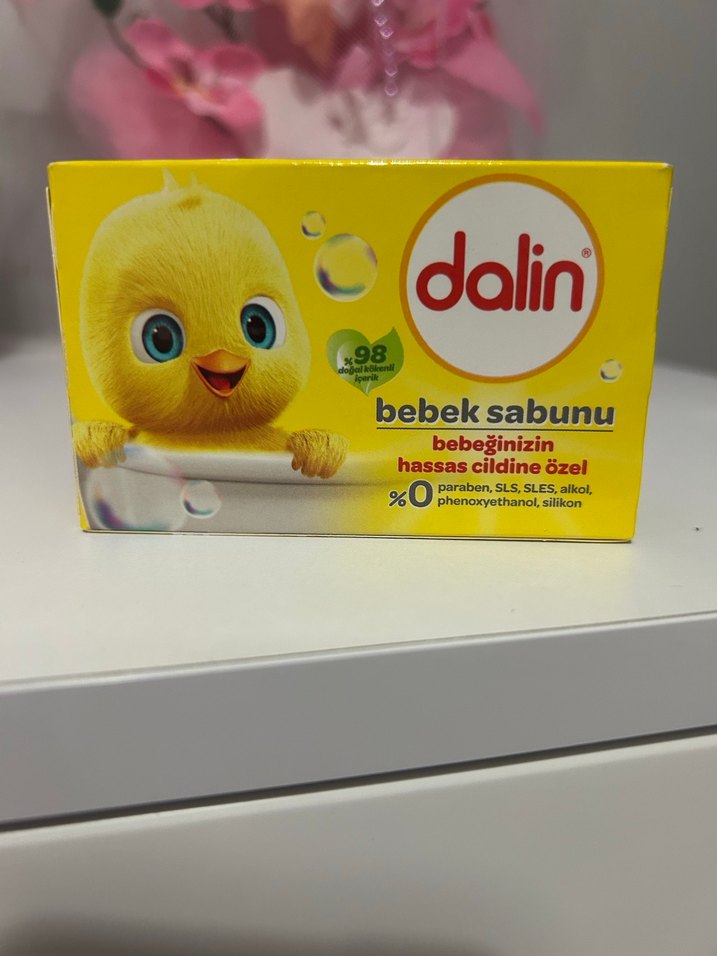 dalin®
%98
doğal kökenli
içerik
bebek sabunu
bebeğinizin
hassas cildine özel
%0 paraben, SLS, SLES, alkol,
phenoxyethanol, silikon